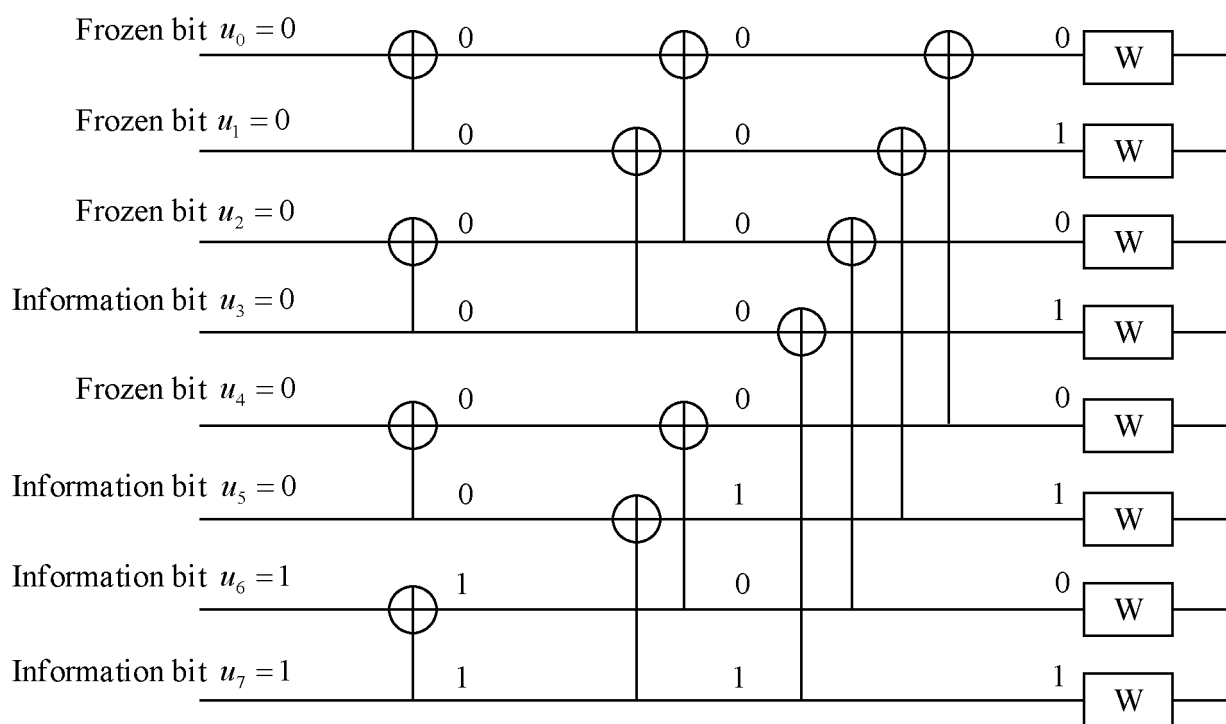 Frozen bit u₀ = 0 0 0 0 W
Frozen bit u₁ = 0 0 0 1 W
Frozen bit u₂ = 0 0 0 0 W
Information bit u₃ = 0 0 0 1 W
Frozen bit u₄ = 0 0 0 0 W
Information bit u₅ = 0 0 1 1 W
Information bit u₆ = 1 1 0 0 W
Information bit u₇ = 1 1 1 1 W